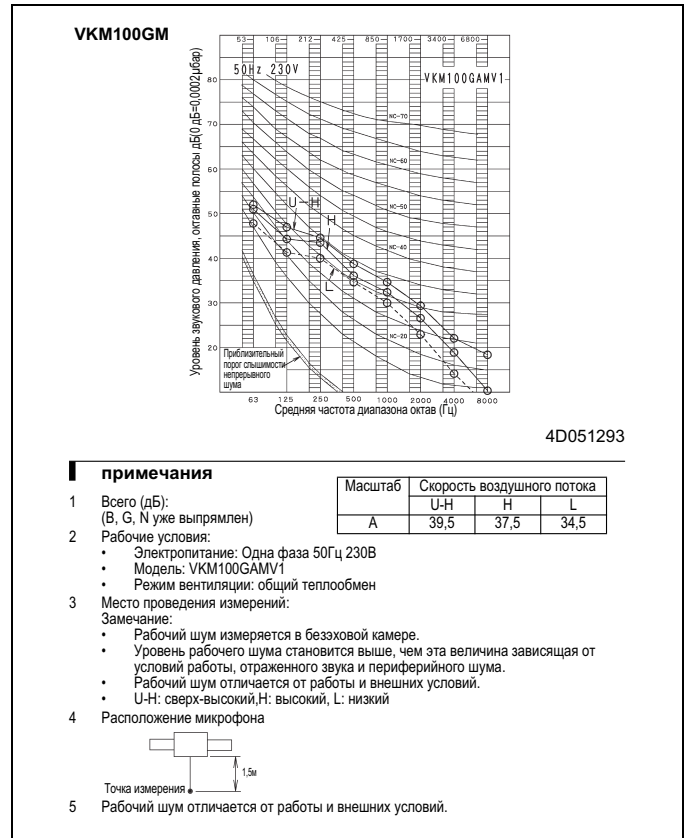 VKM100GM
53 106 212 425 850 1700 3400 6800
50Hz 230V
VKM100GAMV1
Уровень звукового давления, октавные полосы дБ(0 дБ=0,0002μбар)
80
70
60
50
40
30
20
NC-70
NC-60
NC-50
NC-40
NC-20
U-H
H
L
Приблизительный
порог слышимости
непрерывного
шума
63 125 250 500 1000 2000 4000 8000
Средняя частота диапазона октав (Гц)
4D051293
примечания
1 Всего (дБ):
(B, G, N уже выпрямлен)
Масштаб Скорость воздушного потока
U-H H L
A 39,5 37,5 34,5
2 Рабочие условия:
• Электропитание: Одна фаза 50Гц 230В
• Модель: VKM100GAMV1
• Режим вентиляции: общий теплообмен
3 Место проведения измерений:
Замечание:
• Рабочий шум измеряется в безэховой камере.
• Уровень рабочего шума становится выше, чем эта величина зависящая от
условий работы, отраженного звука и периферийного шума.
• Рабочий шум отличается от работы и внешних условий.
• U-H: сверх-высокий,H: высокий, L: низкий
4 Расположение микрофона
1,5м
Точка измерения
5 Рабочий шум отличается от работы и внешних условий.